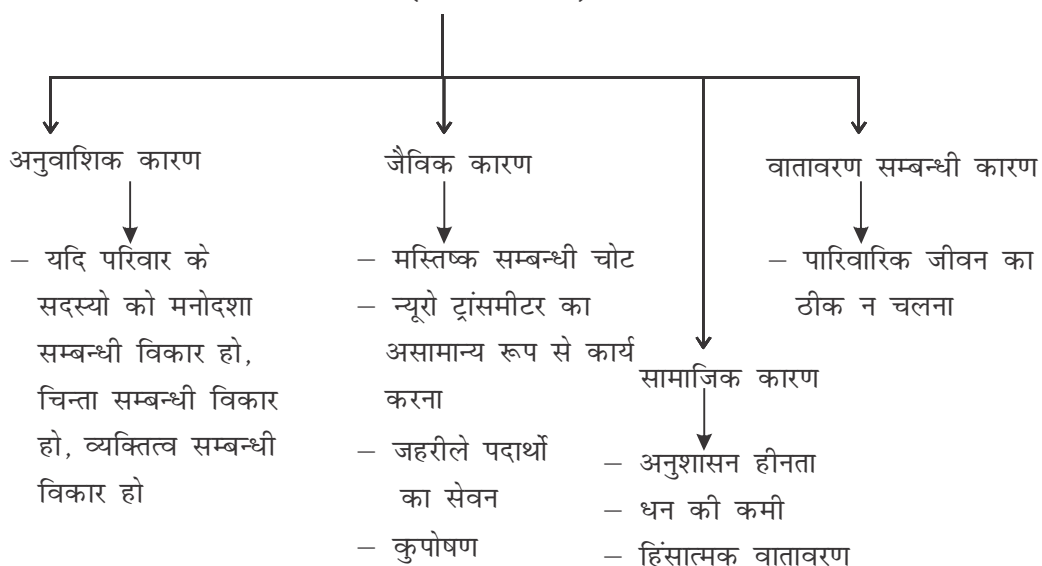 अनुवाशिक कारण
– यदि परिवार के
सदस्यो को मनोदशा
सम्बन्धी विकार हो,
चिन्ता सम्बन्धी विकार
हो, व्यक्तित्व सम्बन्धी
विकार हो
जैविक कारण
– मस्तिष्क सम्बन्धी चोट
– न्यूरो ट्रांसमीटर का
असामान्य रूप से कार्य
करना
– जहरीले पदार्थो
का सेवन
– कुपोषण
सामाजिक कारण
– अनुशासन हीनता
– धन की कमी
– हिंसात्मक वातावरण
वातावरण सम्बन्धी कारण
– पारिवारिक जीवन का
ठीक न चलना